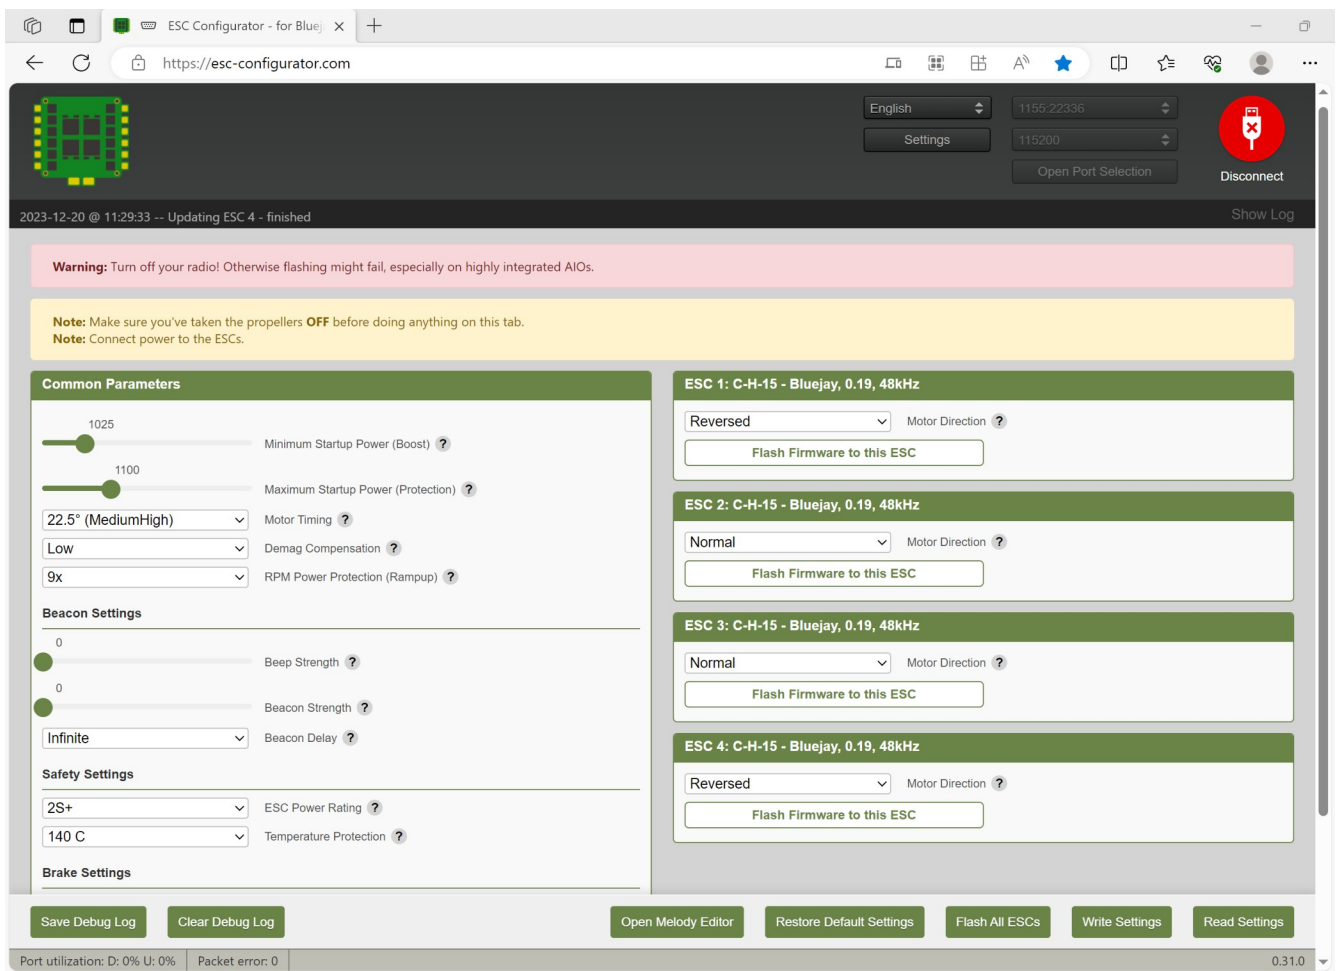 ESC Configurator - for Bluej
https://esc-configurator.com
English
1155:22336
Settings
115200
Open Port Selection
Disconnect
2023-12-20 @ 11:29:33 -- Updating ESC 4 - finished
Show Log
Warning: Turn off your radio! Otherwise flashing might fail, especially on highly integrated AIOs.
Note: Make sure you've taken the propellers OFF before doing anything on this tab.
Note: Connect power to the ESCs.
Common Parameters
1025
Minimum Startup Power (Boost) ?
1100
Maximum Startup Power (Protection) ?
22.5° (MediumHigh) Motor Timing ?
Low Demag Compensation ?
9x RPM Power Protection (Rampup) ?
Beacon Settings
0
Beep Strength ?
0
Beacon Strength ?
Infinite Beacon Delay ?
Safety Settings
2S+ ESC Power Rating ?
140 C Temperature Protection ?
Brake Settings
ESC 1: C-H-15 - Bluejay, 0.19, 48kHz
Reversed Motor Direction ?
Flash Firmware to this ESC
ESC 2: C-H-15 - Bluejay, 0.19, 48kHz
Normal Motor Direction ?
Flash Firmware to this ESC
ESC 3: C-H-15 - Bluejay, 0.19, 48kHz
Normal Motor Direction ?
Flash Firmware to this ESC
ESC 4: C-H-15 - Bluejay, 0.19, 48kHz
Reversed Motor Direction ?
Flash Firmware to this ESC
Save Debug Log Clear Debug Log Open Melody Editor Restore Default Settings Flash All ESCs Write Settings Read Settings
Port utilization: D: 0% U: 0% Packet error: 0 0.31.0